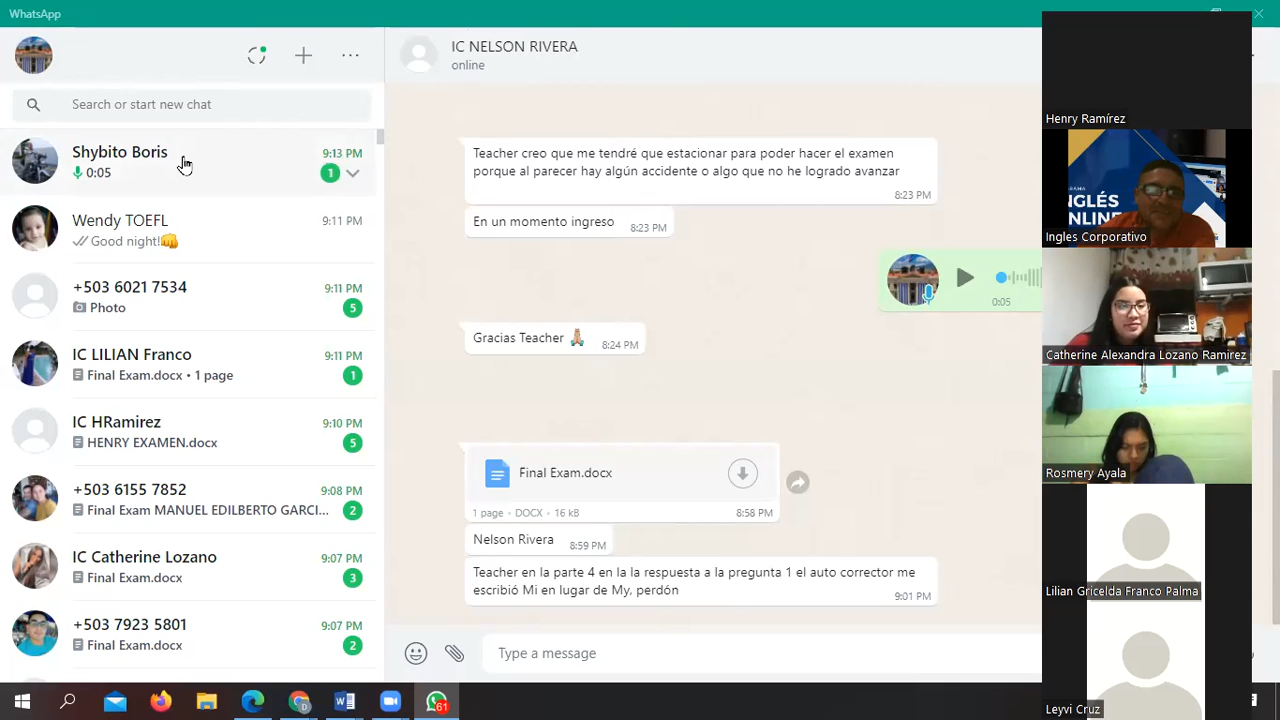 WhatsApp
Search or start new chat
Shybito Boris
9:13 PM
0:05
1
Wendy TOEFL
9:11 PM
Good night!👊
+503 6021 7534
9:11 PM
Photo
5
IC LILIAN Franco
9:11 PM
Final Exam.docx • 1 page
1
IC HRamirez
9:10 PM
HENRY EXAMEN.docx
5
+503 6155 7852
9:08 PM
Final Exam MANUEL EDILBERTO GARCI...
2
IC Catherine Lozano
9:07 PM
Final Exam.docx
3
+503 7923 5801
9:07 PM
Final Exam.docx
2
IC NELSON RIVERA
online
Teacher creo que me tendré que estacionar para poder hacer el examen
porque al parecer hay algún accidente o algo que no he logrado avanzar
8:23 PM
En un momento ingreso
8:23 PM
0:05
Gracias Teacher 🙏🏼
8:24 PM
Final Exam.docx
1 page • DOCX • 16 kB
8:58 PM
Nelson Rivera
8:59 PM
Teacher en la parte 4 en la la respuesta a la pregunta 1 el auto corrector me
escribió Mi en lugar de My, perdón
9:01 PM
Type a message
Henry Ramírez
INGLÉS
ONLINE
Ingles Corporativo
Catherine Alexandra Lozano Ramirez
Rosmery Ayala
Lilian Gricelda Franco Palma
Leyvi Cruz
61